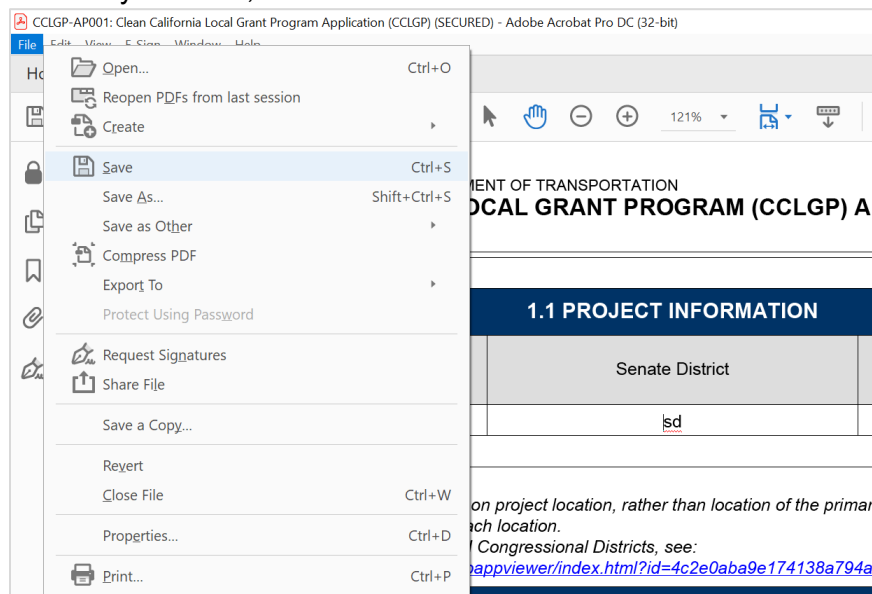 CCLGP-AP001: Clean California Local Grant Program Application (CCLGP) (SECURED) - Adobe Acrobat Pro DC (32-bit)
File Edit View E-Sign Window Help
Open... Ctrl+O
Reopen PDFs from last session
Create
121%
Save Ctrl+S
Save As... Shift+Ctrl+S
Save as Other
Compress PDF
Export To
Protect Using Password
Request Signatures
Share File
Save a Copy...
Revert
Close File Ctrl+W
Properties... Ctrl+D
Print... Ctrl+P
MENT OF TRANSPORTATION
OCAL GRANT PROGRAM (CCLGP) A
1.1 PROJECT INFORMATION
Senate District
sd
on project location, rather than location of the primar
ach location.
Congressional Districts, see:
appviewer/index.html?id=4c2e0aba9e174138a794a